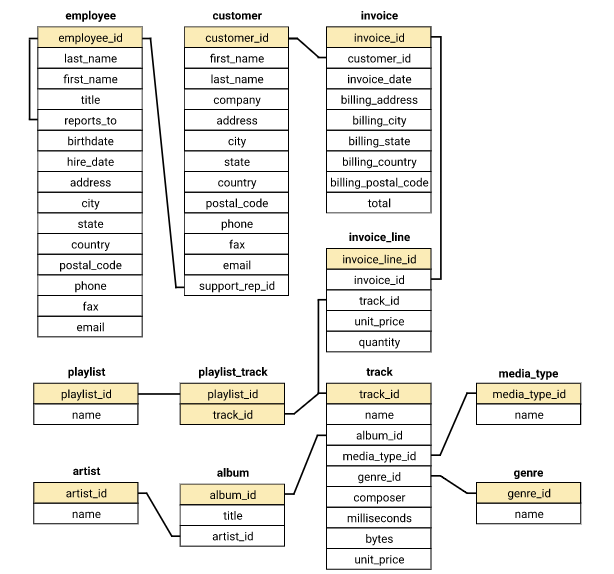 employee
employee_id
last_name
first_name
title
reports_to
birthdate
hire_date
address
city
state
country
postal_code
phone
fax
email
customer
customer_id
first_name
last_name
company
address
city
state
country
postal_code
phone
fax
email
support_rep_id
invoice
invoice_id
customer_id
invoice_date
billing_address
billing_city
billing_state
billing_country
billing_postal_code
total
invoice_line
invoice_line_id
invoice_id
track_id
unit_price
quantity
playlist
playlist_id
name
playlist_track
playlist_id
track_id
track
track_id
name
album_id
media_type_id
genre_id
composer
milliseconds
bytes
unit_price
media_type
media_type_id
name
artist
artist_id
name
album
album_id
title
artist_id
genre
genre_id
name